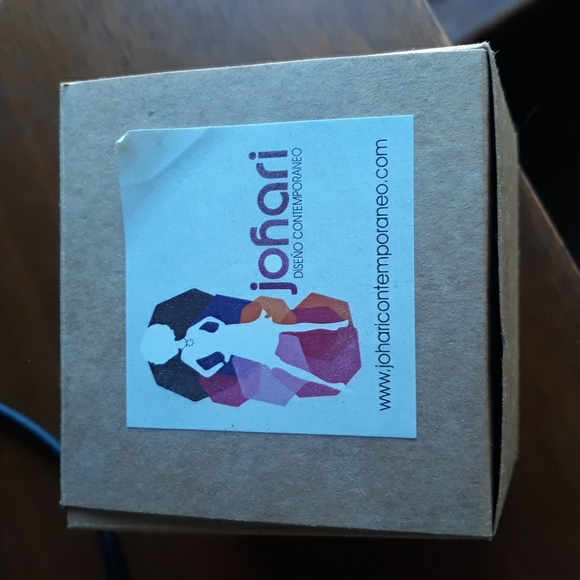 johari
DISEÑO CONTEMPORANEO
www.joharicontemporaneo.com